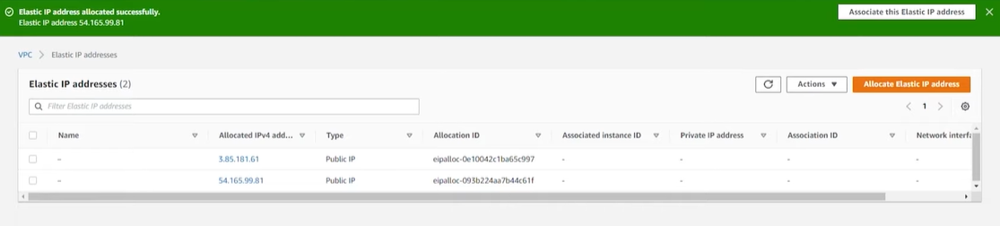 Elastic IP address allocated successfully.
Elastic IP address 54.165.99.81
Associate this Elastic IP address
VPC > Elastic IP addresses
Elastic IP addresses (2)
Actions
Allocate Elastic IP address
Filter Elastic IP addresses
1
Name Allocated IPv4 add... Type Allocation ID Associated instance ID Private IP address Association ID Network interfa
– 3.85.181.61 Public IP eipalloc-0e10042c1ba65c997 - - - -
– 54.165.99.81 Public IP eipalloc-093b224aa7b44c61f - - - -